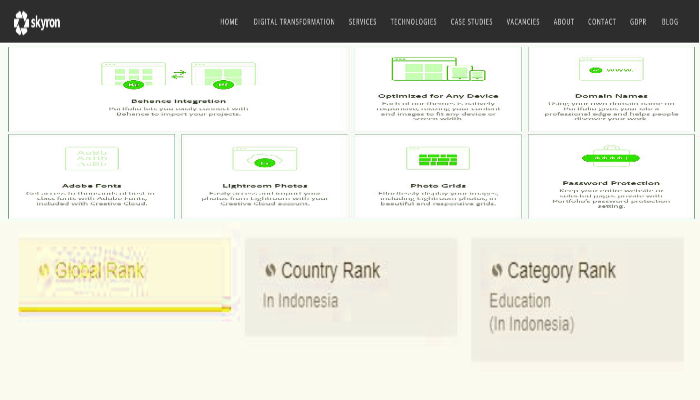 skyron
HOME DIGITAL TRANSFORMATION SERVICES TECHNOLOGIES CASE STUDIES VACANCIES ABOUT CONTACT GDPR BLOG
Behence Integration
Portfolio lets you easily connect with
Behence to import your projects.
Optimized for Any Device
Each of our themes is natively
responsive, resizing your content
and images to fit any device or
screen width.
Domain Names
Using your own domain name on
Portfolio gives your site a
professional edge and helps people
discover your work.
Adobe Fonts
Get access to thousands of best in
class fonts with Adobe Fonts,
included with Creative Cloud.
Lightroom Photos
Easily access and import your
photos from Lightroom with your
Creative Cloud account.
Photo Grids
Effortlessly display your images,
including Lightroom photos, in
beautiful and responsive grids.
Password Protection
Keep your entire website or
selected pages private with
Portfolio's password protection
setting.
Global Rank
Country Rank
In Indonesia
Category Rank
Education
(In Indonesia)